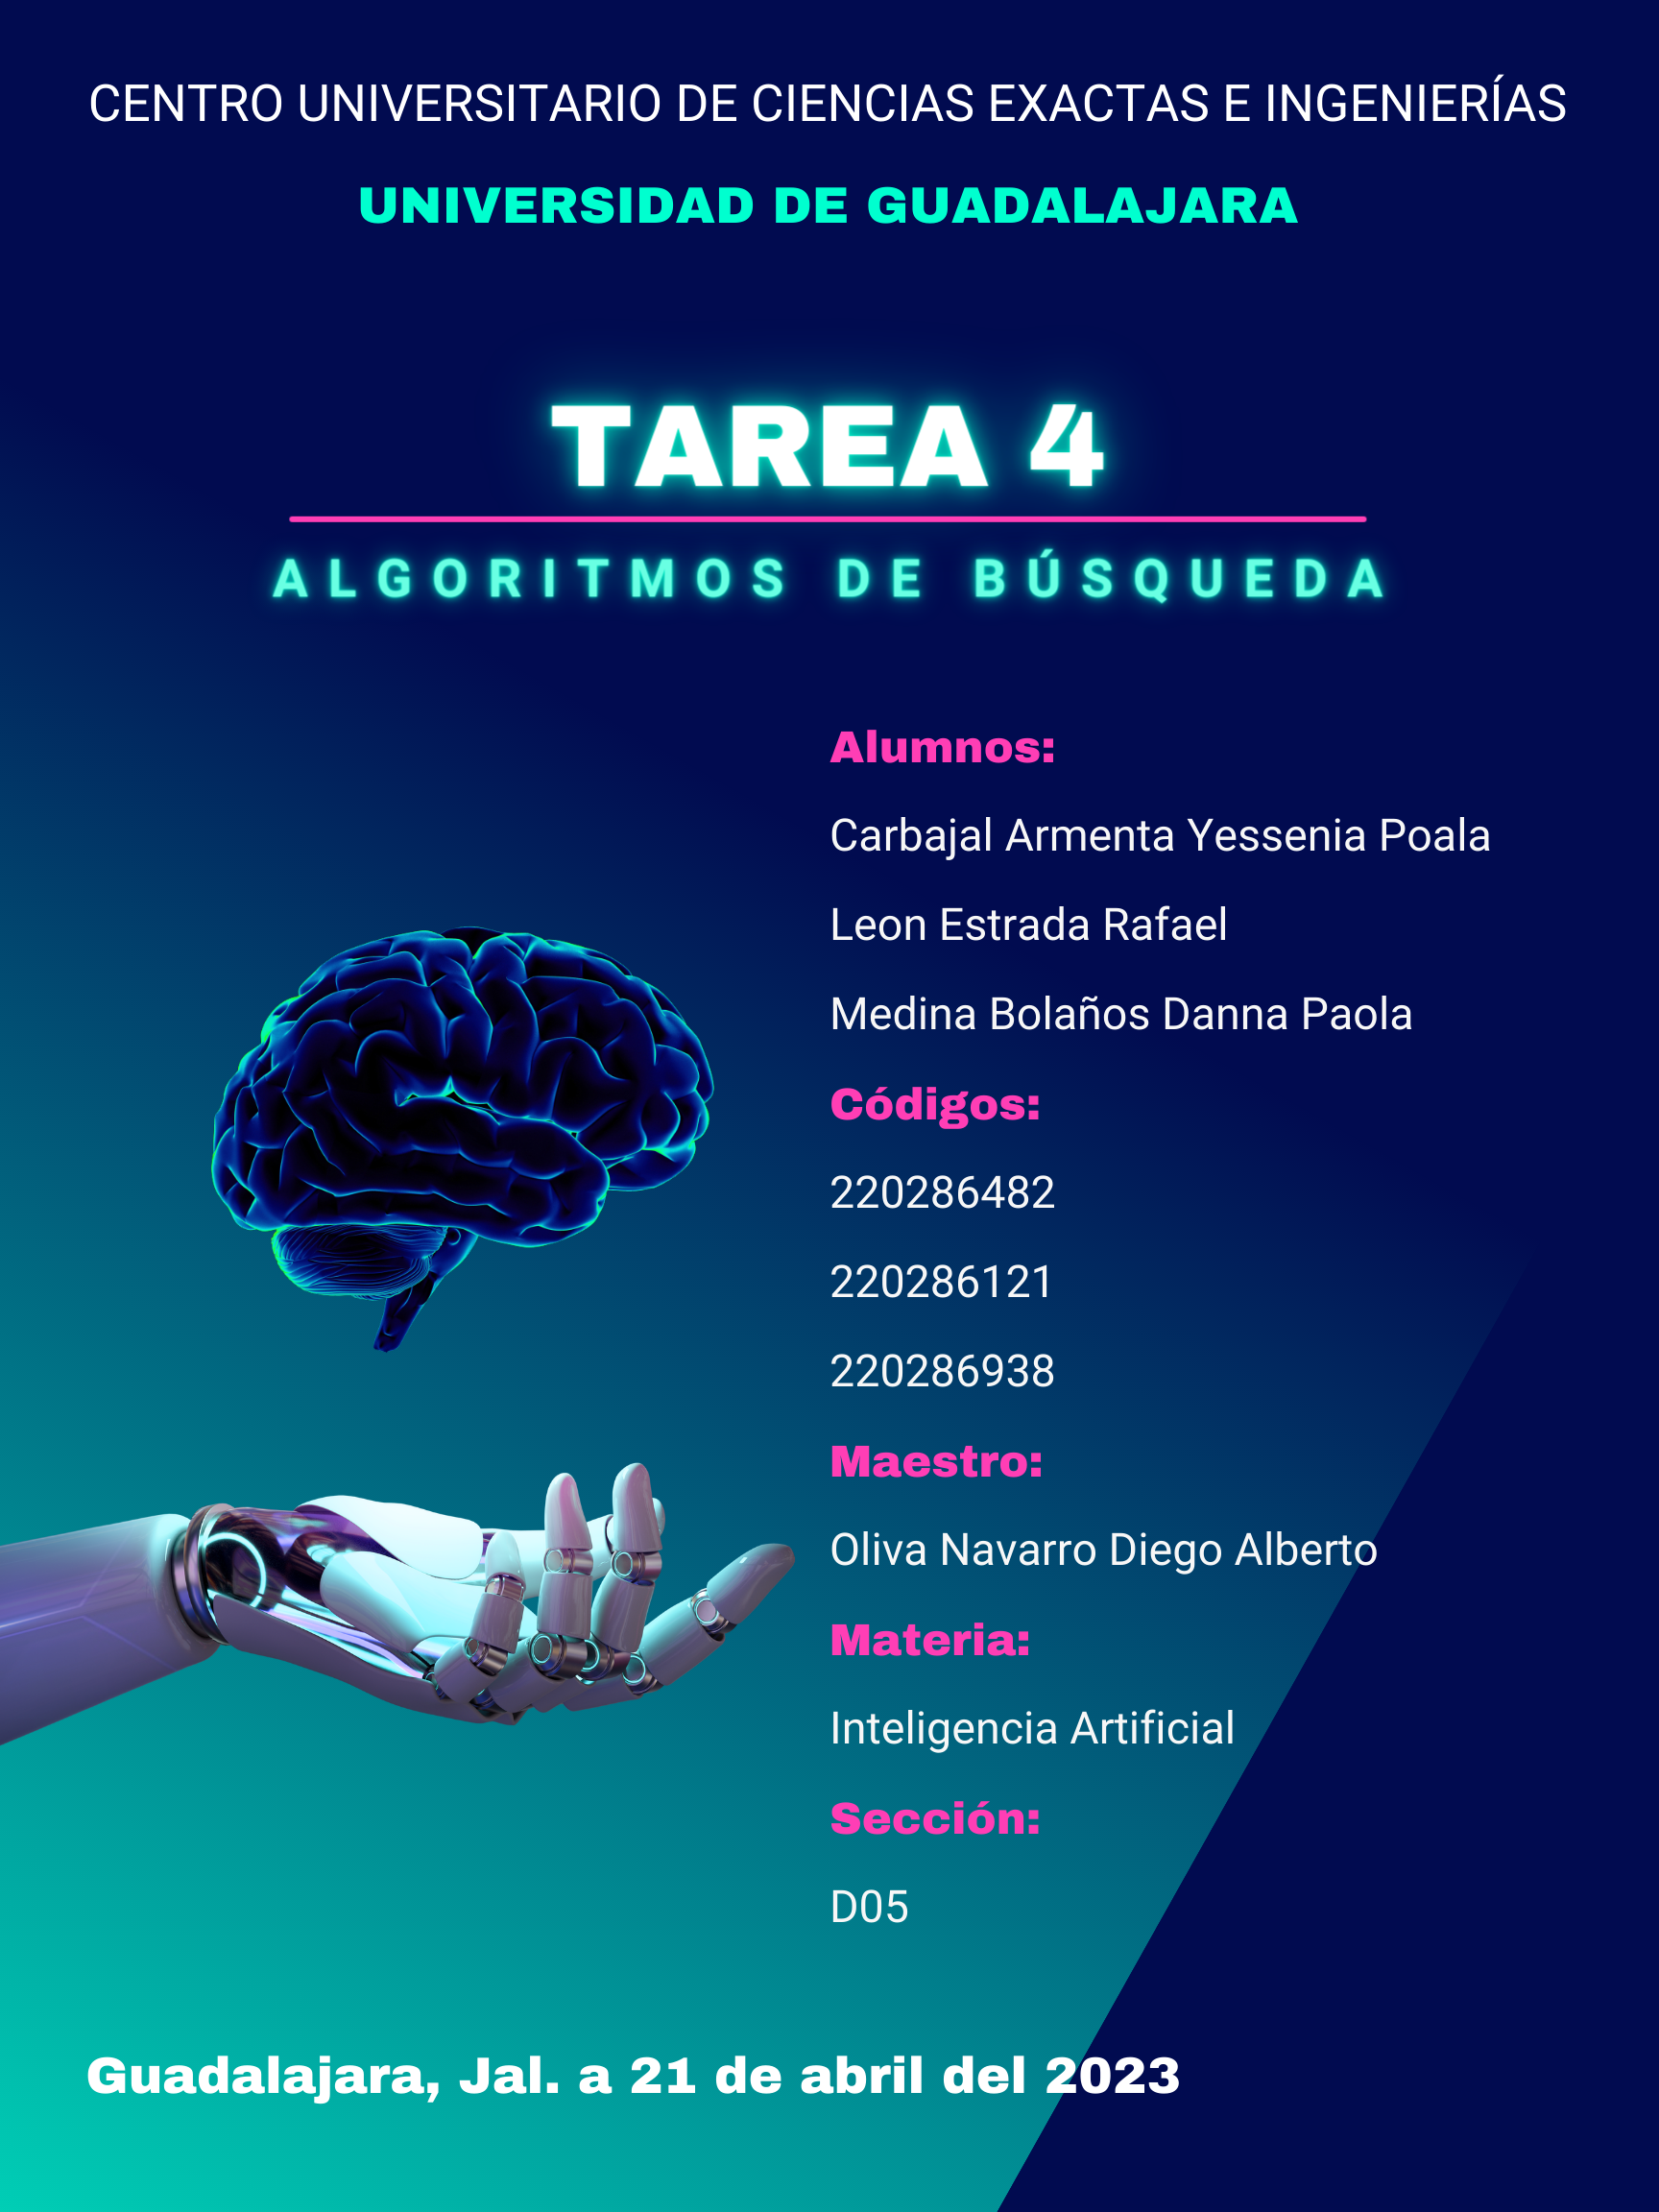 CENTRO UNIVERSITARIO DE CIENCIAS EXACTAS E INGENIERÍAS
UNIVERSIDAD DE GUADALAJARA
TAREA 4
ALGORITMOS DE BÚSQUEDA
Alumnos:
Carbajal Armenta Yessenia Poala
Leon Estrada Rafael
Medina Bolaños Danna Paola
Códigos:
220286482
220286121
220286938
Maestro:
Oliva Navarro Diego Alberto
Materia:
Inteligencia Artificial
Sección:
D05
Guadalajara, Jal. a 21 de abril del 2023